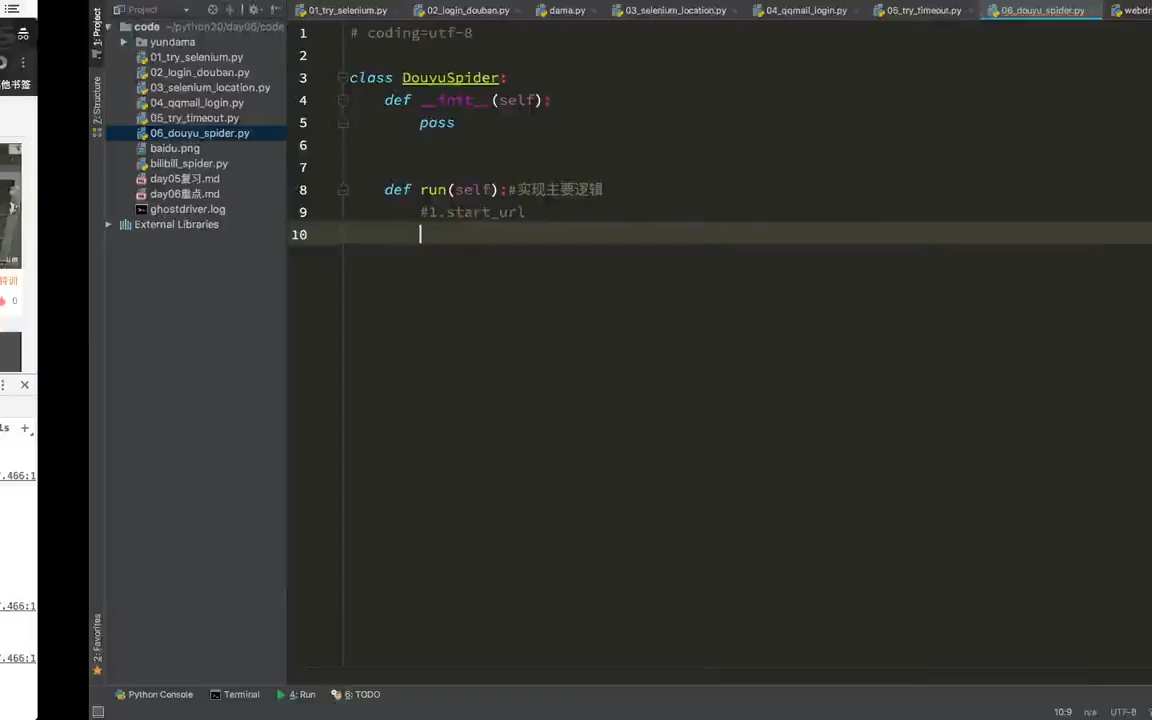 Project
01_try_selenium.py
02_login_douban.py
dama.py
03_selenium_location.py
04_qqmail_login.py
05_try_timeout.py
06_douyu_spider.py
webdr
1: Project
Z: Structure
2: Favorites
code ~/python20/day06/code
yundama
01_try_selenium.py
02_login_douban.py
03_selenium_location.py
04_qqmail_login.py
05_try_timeout.py
06_douyu_spider.py
baidu.png
bilibili_spider.py
day05复习.md
day06重点.md
ghostdriver.log
External Libraries
1 # coding=utf-8
2
3 class DouyuSpider:
4 def __init__(self):
5 pass
6
7
8 def run(self):#实现主要逻辑
9 #1.start_url
10
他书签
特训
0
ls +
.466:1
.466:1
.466:1
Python Console
Terminal
4: Run
6: TODO
10:9
n/a
UTF-8